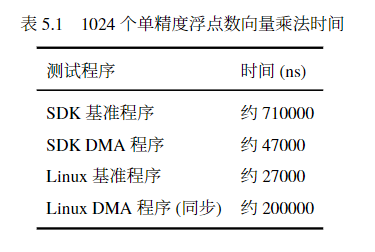 表 5.1 1024 个单精度浮点数向量乘法时间
测试程序 时间 (ns)
SDK 基准程序 约 710000
SDK DMA 程序 约 47000
Linux 基准程序 约 27000
Linux DMA 程序 (同步) 约 200000